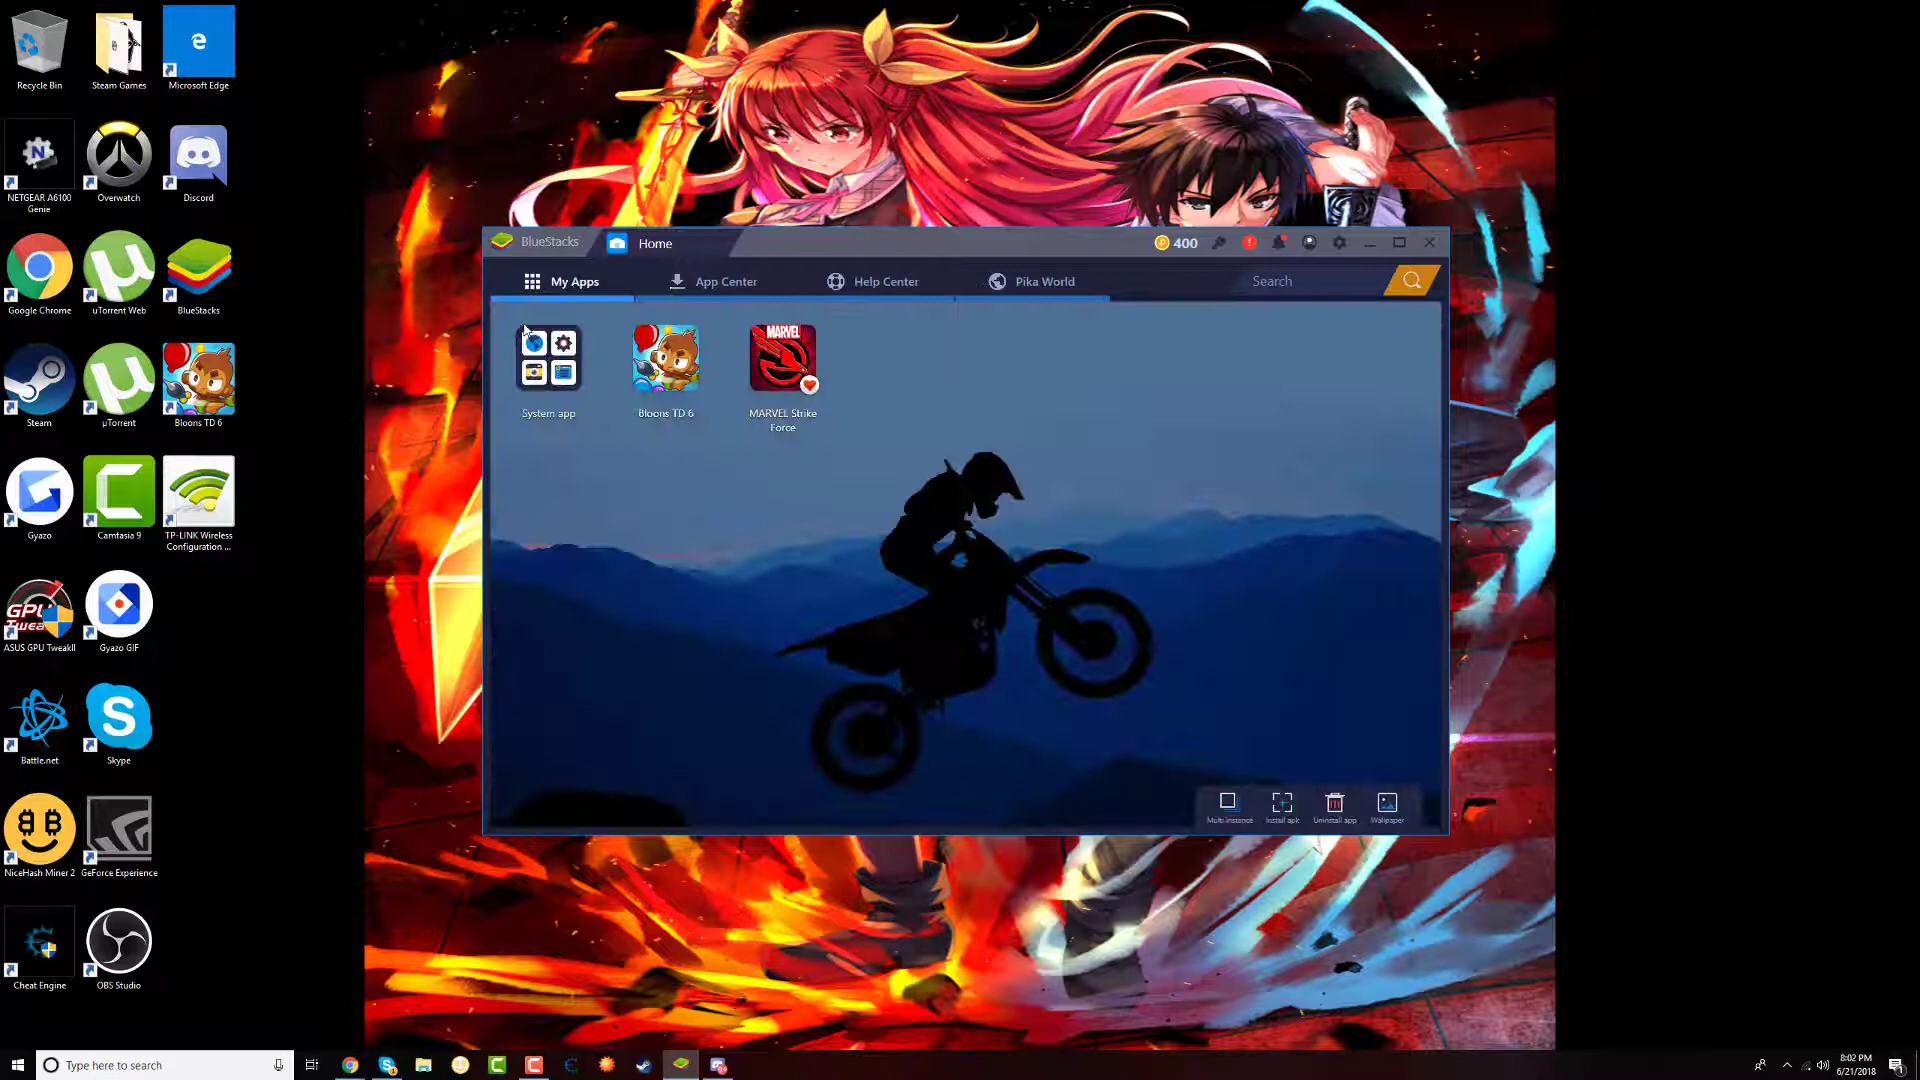 Recycle Bin
Steam Games
Microsoft Edge
NETGEAR A6100
Genie
Overwatch
Discord
Google Chrome
uTorrent Web
BlueStacks
Steam
µTorrent
Bloons TD 6
Gyazo
Camtasia 9
TP-LINK Wireless
Configuration ...
GPU
ASUS GPU TweakII
Gyazo GIF
Battle.net
Skype
NiceHash Miner 2
GeForce Experience
Cheat Engine
OBS Studio
BlueStacks
Home
400
My Apps
App Center
Help Center
Pika World
Search
MARVEL
System app
Bloons TD 6
MARVEL Strike
Force
Multi instance
Install apk
Uninstall app
Wallpaper
Type here to search
8:02 PM
6/21/2018